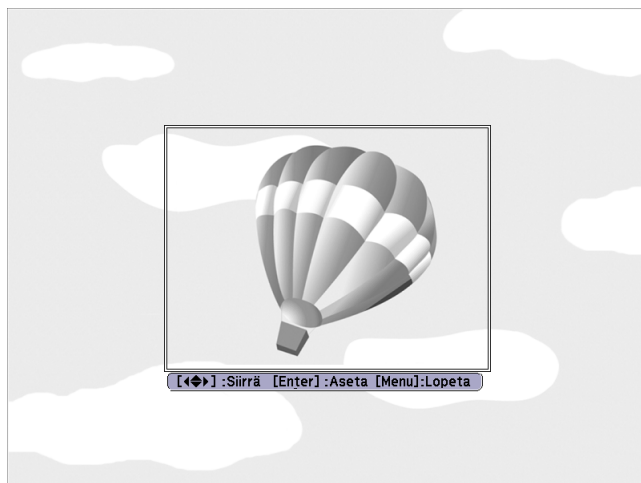 [◀◆▶] :Siirrä [Enter] :Aseta [Menu]:Lopeta